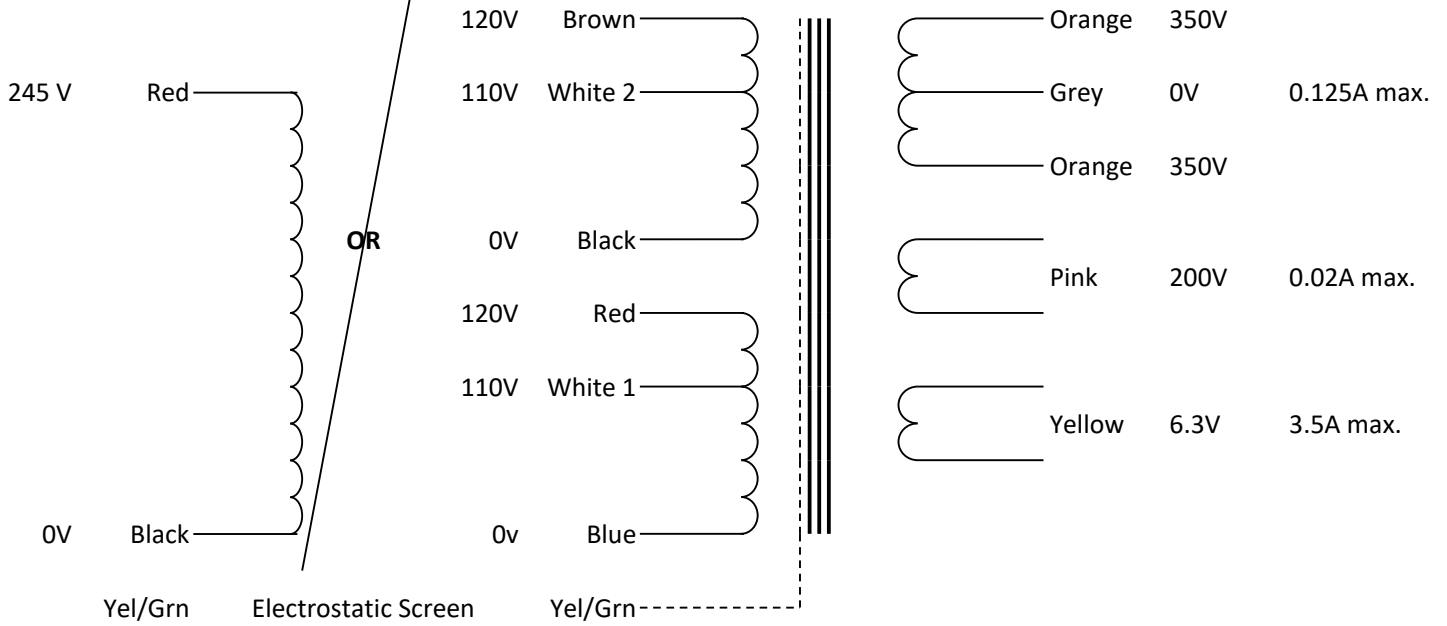 120V Brown Orange 350V
245 V Red 110V White 2 Grey 0V 0.125A max.
Orange 350V
OR 0V Black
Pink 200V 0.02A max.
120V Red
110V White 1
Yellow 6.3V 3.5A max.
0V Black 0v Blue
Yel/Grn Electrostatic Screen Yel/Grn